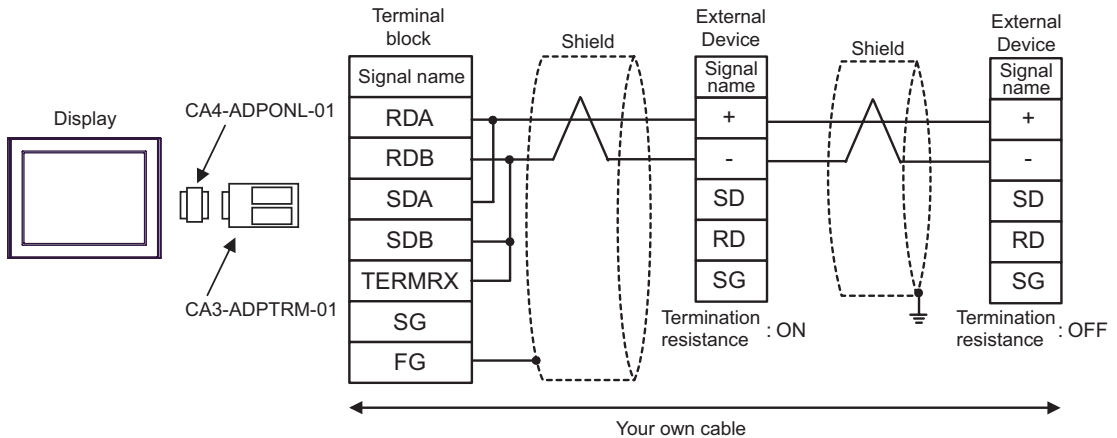 Display
CA4-ADPONL-01
CA3-ADPTRM-01
Terminal
block
Signal name
RDA
RDB
SDA
SDB
TERMRX
SG
FG
Shield
External
Device
Signal
name
+
-
SD
RD
SG
Termination
resistance : ON
Shield
External
Device
Signal
name
+
-
SD
RD
SG
Termination
resistance : OFF
Your own cable